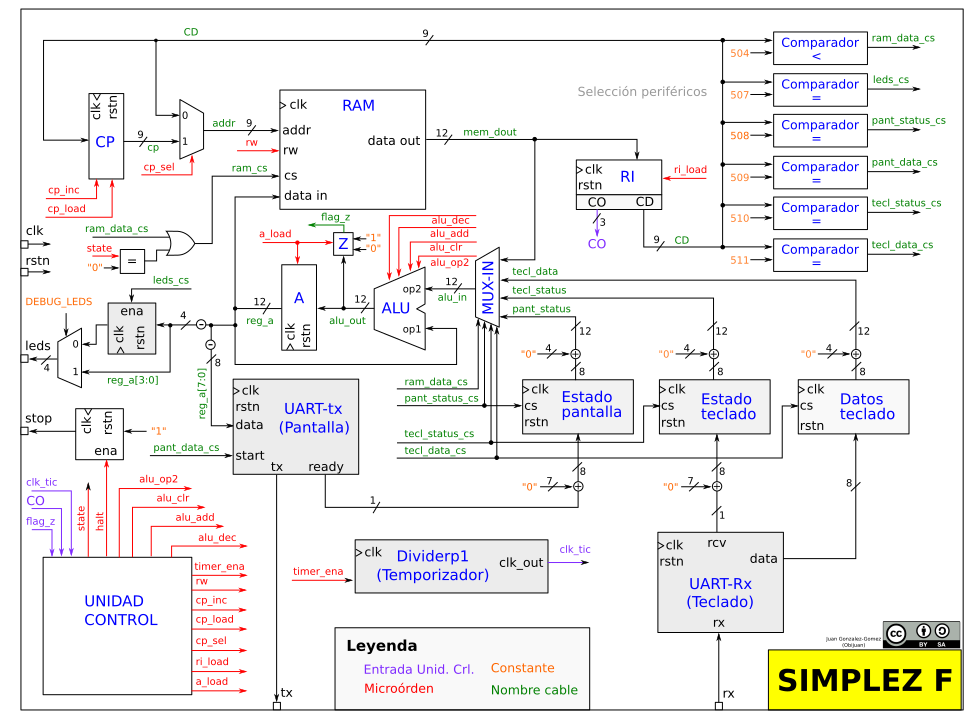 CD
9
ram_data_cs
504
Comparador
<
leds_cs
507
Comparador
=
pant_status_cs
508
Comparador
=
pant_data_cs
509
Comparador
=
tecl_status_cs
510
Comparador
=
tecl_data_cs
511
Comparador
=
Selección periféricos
clk
rstn
CP
9
cp
0
1
addr
9
cp_sel
cp_inc
cp_load
RAM
clk
addr
rw
cs
data in
data out
rw
ram_cs
12
mem_dout
clk
rstn
RI
CO
CD
ri_load
3
CO
9
CD
clk
rstn
ram_data_cs
state
"0"
=
leds_cs
DEBUG_LEDS
ena
clk
rstn
leds
4
0
1
reg_a[3:0]
4
8
reg_a[7:0]
flag_z
a_load
Z
"1"
"0"
A
clk
rstn
12
reg_a
12
alu_out
ALU
op2
op1
alu_dec
alu_add
alu_clr
alu_op2
12
alu_in
MUX-IN
tecl_data
tecl_status
pant_status
12
12
12
"0"
4
"0"
4
"0"
4
8
8
8
clk
cs
rstn
Estado
pantalla
clk
cs
rstn
Estado
teclado
clk
cs
rstn
Datos
teclado
ram_data_cs
pant_status_cs
tecl_status_cs
tecl_data_cs
stop
clk
rstn
ena
"1"
pant_data_cs
clk
rstn
data
start
UART-tx
(Pantalla)
tx
ready
1
"0"
7
8
"0"
7
8
1
8
clk_tic
CO
flag_z
state
halt
alu_op2
alu_clr
alu_add
alu_dec
timer_ena
rw
cp_inc
cp_load
cp_sel
ri_load
a_load
UNIDAD
CONTROL
timer_ena
clk
Dividerp1
(Temporizador)
clk_out
clk_tic
clk
rstn
rcv
data
UART-Rx
(Teclado)
rx
Leyenda
Entrada Unid. Crl.
Constante
Microórden
Nombre cable
tx
rx
Juan Gonzalez-Gomez
(Obijuan)
cc
BY
SA
SIMPLEZ F